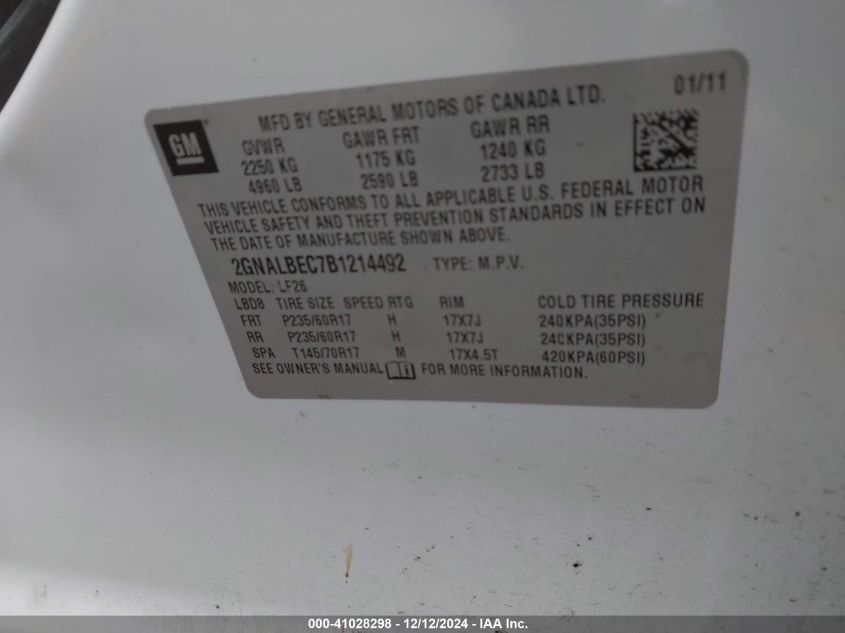 MFD BY GENERAL MOTORS OF CANADA LTD. 01/11
GM
GVWR GAWR FRT GAWR RR
2250 KG 1175 KG 1240 KG
4960 LB 2590 LB 2733 LB
THIS VEHICLE CONFORMS TO ALL APPLICABLE U.S. FEDERAL MOTOR
VEHICLE SAFETY AND THEFT PREVENTION STANDARDS IN EFFECT ON
THE DATE OF MANUFACTURE SHOWN ABOVE.
2GNALBEC7B1214492 TYPE: M.P.V.
MODEL: LF26
LBD8 TIRE SIZE SPEED RTG RIM COLD TIRE PRESSURE
FRT P235/60R17 H 17X7J 240KPA(35PSI)
RR P235/60R17 H 17X7J 24CKPA(35PSI)
SPA T145/70R17 M 17X4.5T 420KPA(60PSI)
SEE OWNER'S MANUAL FOR MORE INFORMATION.
000-41028298 - 12/12/2024 - IAA Inc.